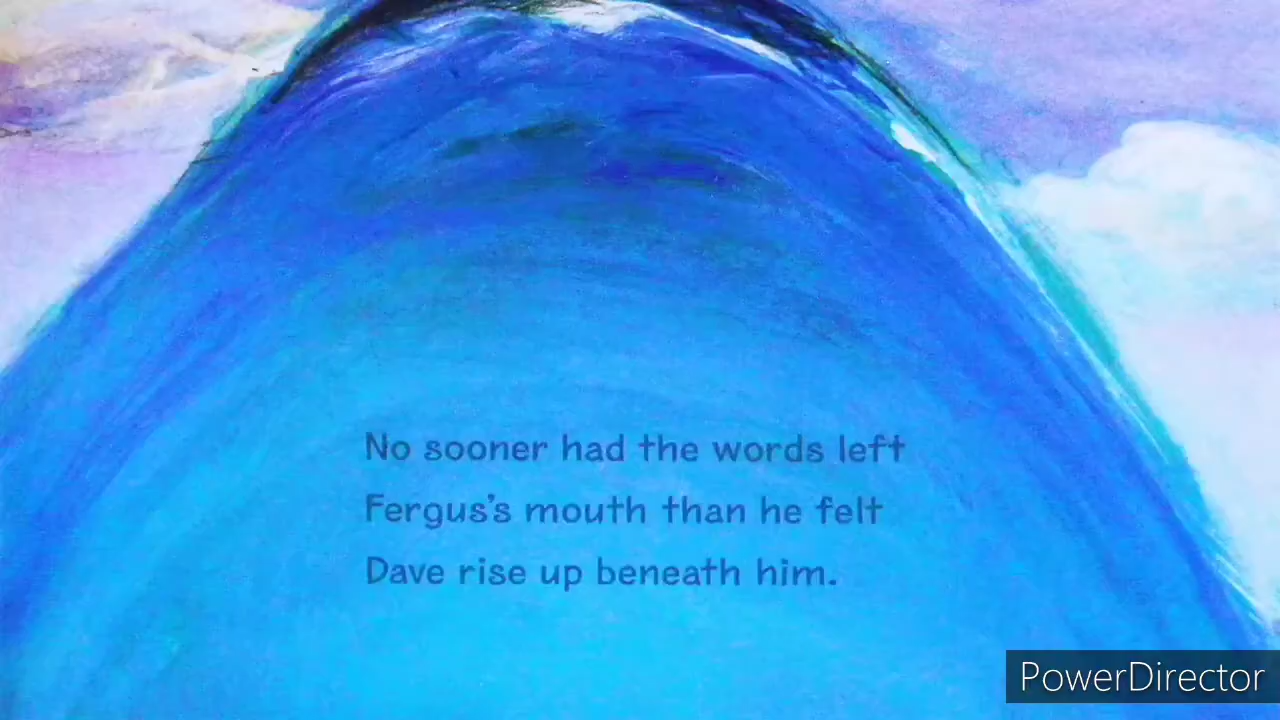 No sooner had the words left
Fergus's mouth than he felt
Dave rise up beneath him.
PowerDirector